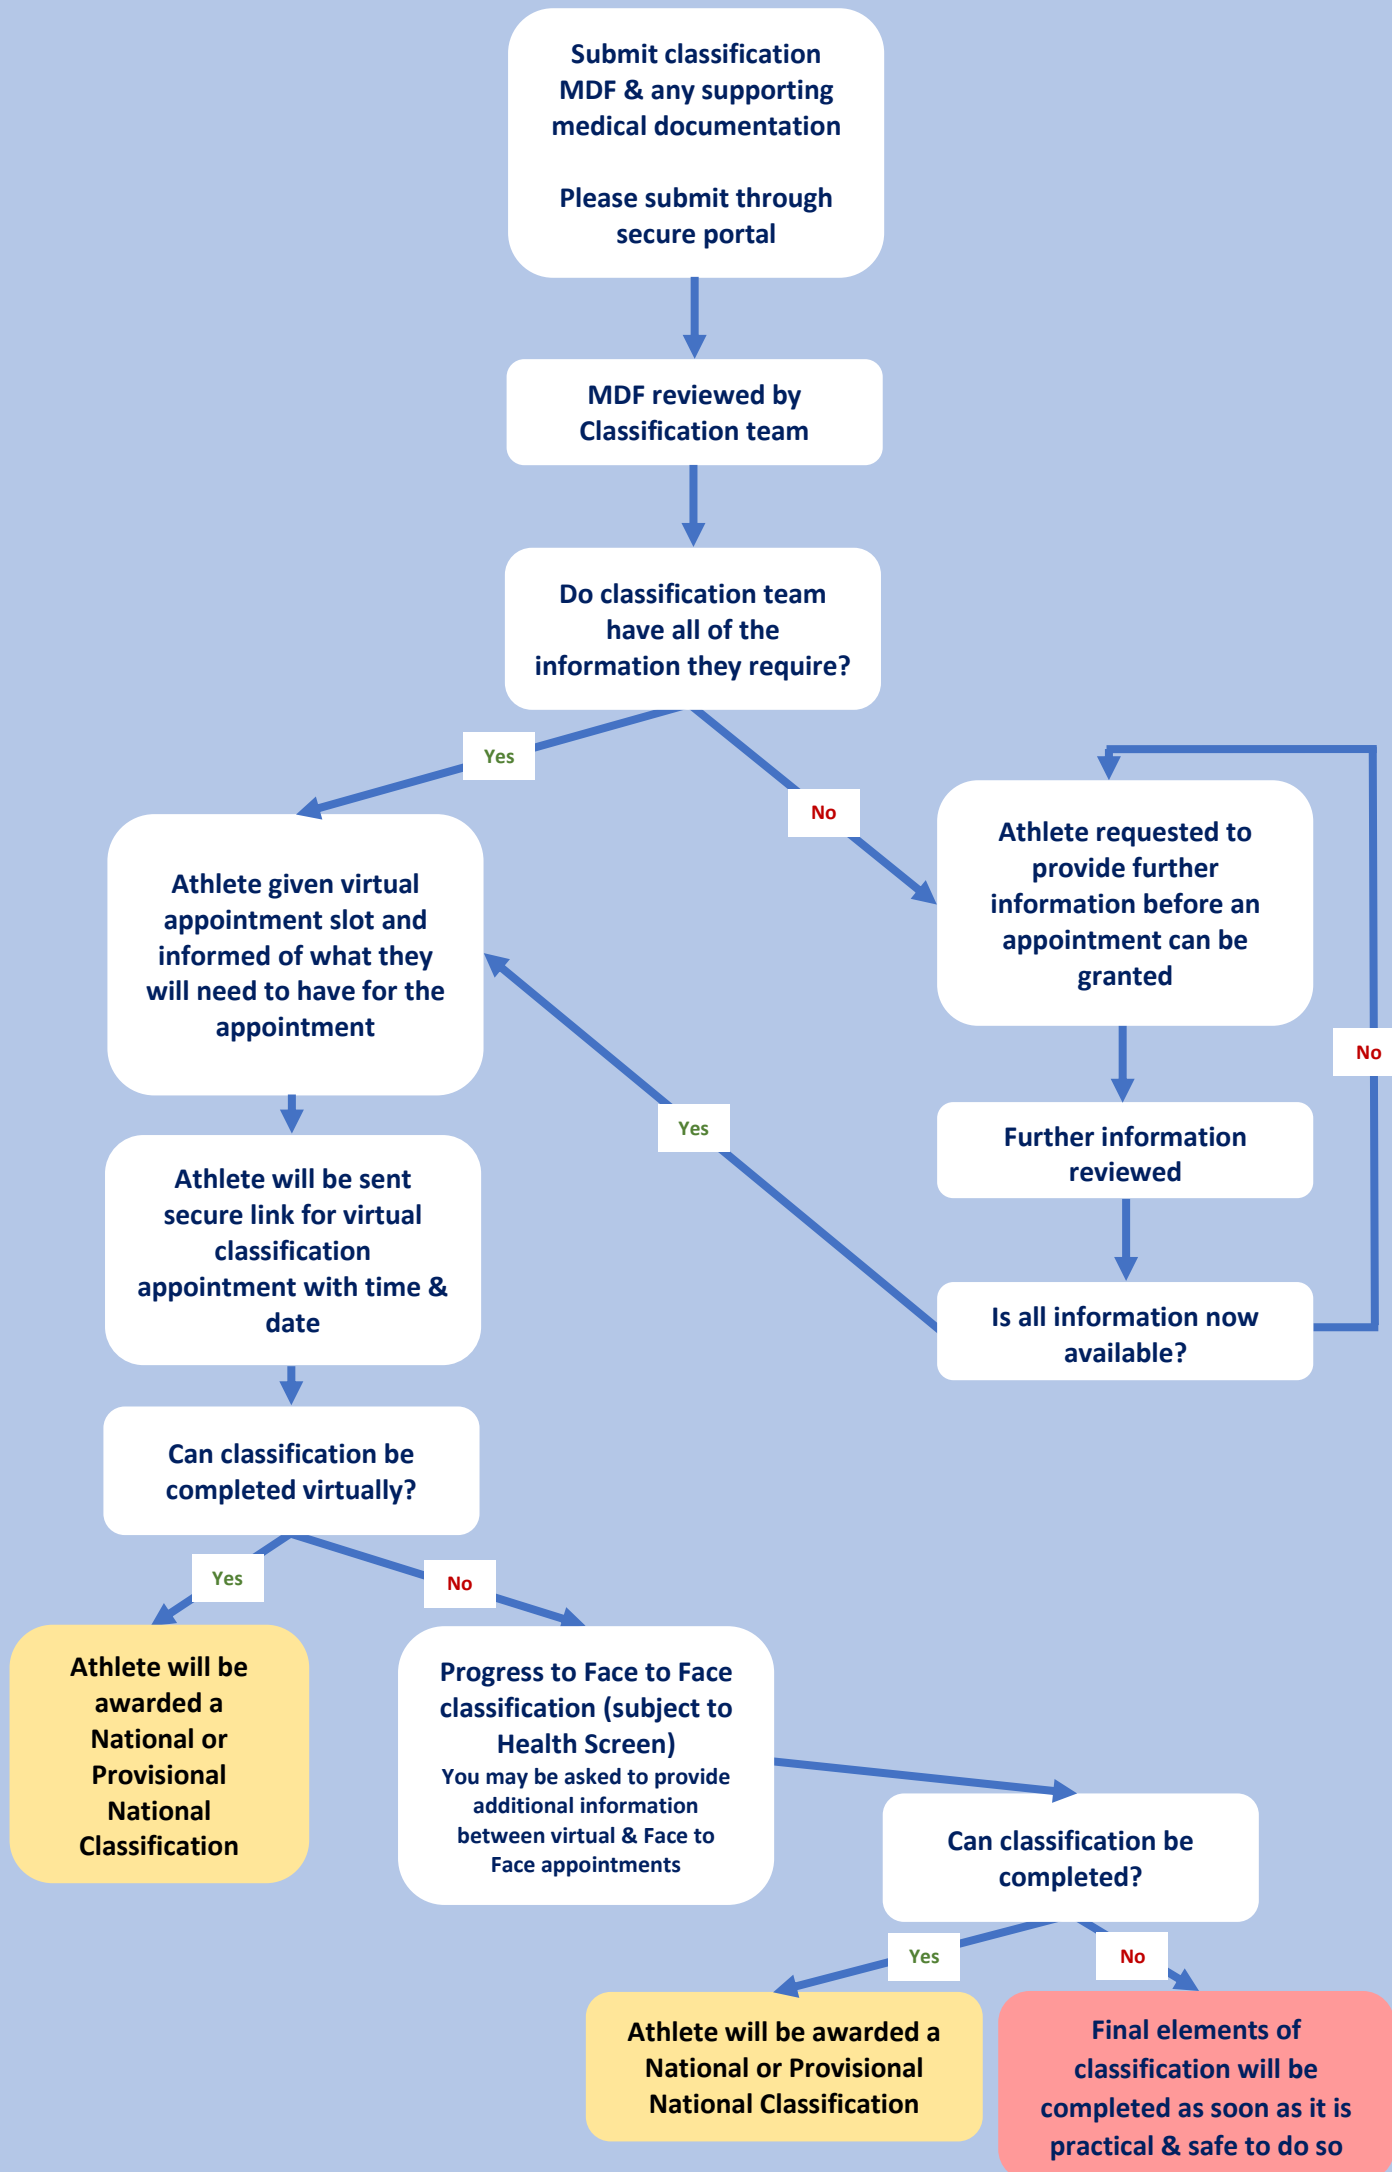 Submit classification
MDF & any supporting
medical documentation
Please submit through
secure portal
MDF reviewed by
Classification team
Do classification team
have all of the
information they require?
Yes
No
Athlete given virtual
appointment slot and
informed of what they
will need to have for the
appointment
Athlete requested to
provide further
information before an
appointment can be
granted
No
Yes
Further information
reviewed
Athlete will be sent
secure link for virtual
classification
appointment with time &
date
Is all information now
available?
Can classification be
completed virtually?
Yes
No
Athlete will be
awarded a
National or
Provisional
National
Classification
Progress to Face to Face
classification (subject to
Health Screen)
You may be asked to provide
additional information
between virtual & Face to
Face appointments
Can classification be
completed?
Yes
No
Athlete will be awarded a
National or Provisional
National Classification
Final elements of
classification will be
completed as soon as it is
practical & safe to do so